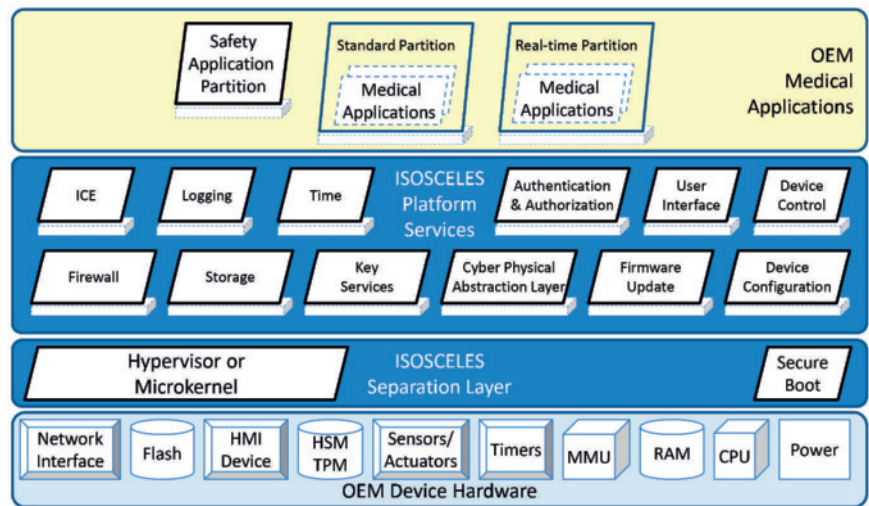 Safety
Application
Partition
Standard Partition
Medical
Applications
Real-time Partition
Medical
Applications
OEM
Medical
Applications
ICE
Logging
Time
ISOSCELES
Platform
Services
Authentication
& Authorization
User
Interface
Device
Control
Firewall
Storage
Key
Services
Cyber Physical
Abstraction Layer
Firmware
Update
Device
Configuration
Hypervisor or
Microkernel
ISOSCELES
Separation Layer
Secure
Boot
Network
Interface
Flash
HMI
Device
HSM
TPM
Sensors/
Actuators
Timers
MMU
RAM
CPU
Power
OEM Device Hardware